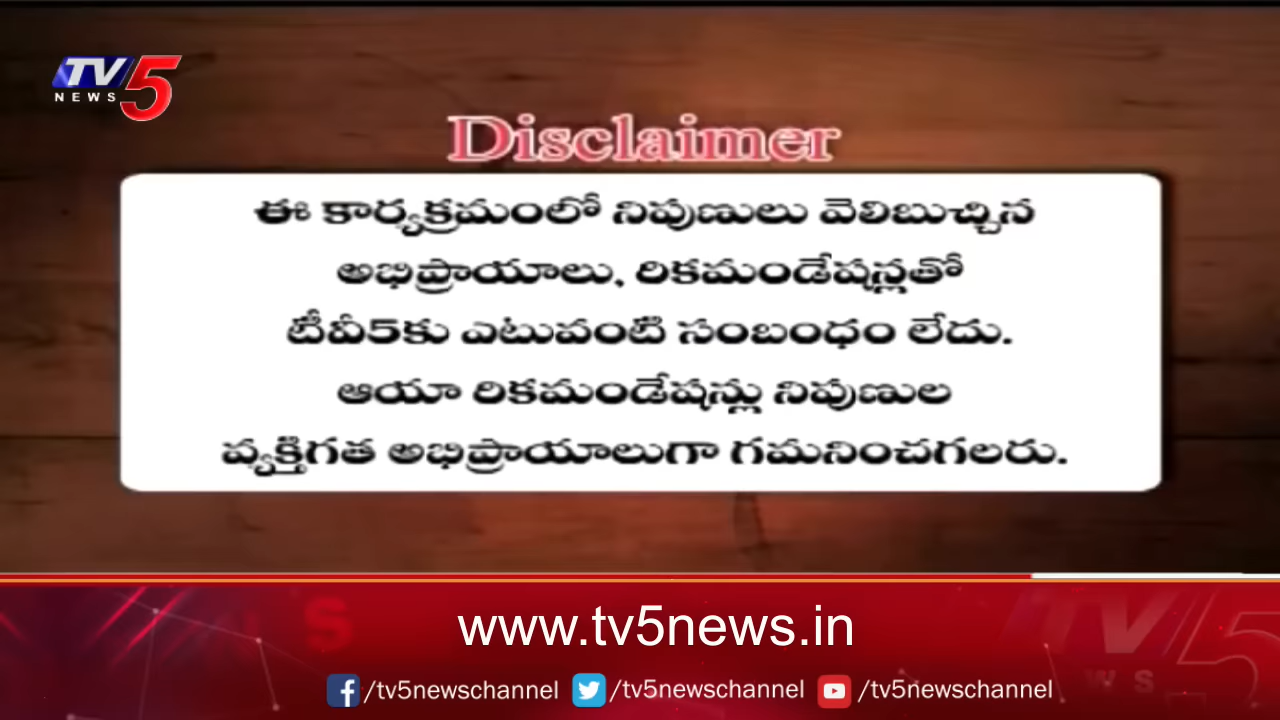 TV5
NEWS
Disclaimer
ఈ కార్యక్రమంలో నిపుణులు వెలిబుచ్చిన
అభిప్రాయాలు, రికమండేషన్లతో
టీవీ5కు ఎటువంటి సంబంధం లేదు.
ఆయా రికమండేషన్లు నిపుణుల
వ్యక్తిగత అభిప్రాయాలుగా గమనించగలరు.
www.tv5news.in
/tv5newschannel /tv5newschannel /tv5newschannel